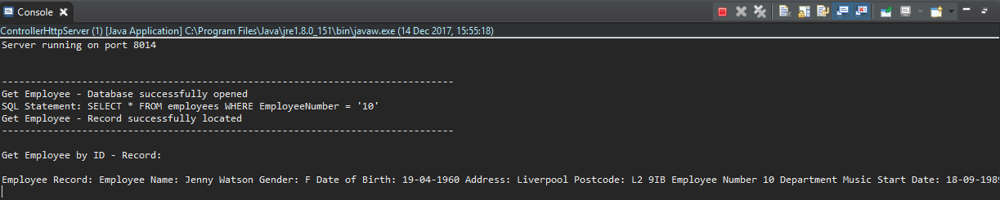 Console
ControllerHttpServer (1) [Java Application] C:\Program Files\Java\jre1.8.0_151\bin\javaw.exe (14 Dec 2017, 15:55:18)
Server running on port 8014
-------------------------------------------------------------------------------
Get Employee - Database successfully opened
SQL Statement: SELECT * FROM employees WHERE EmployeeNumber = '10'
Get Employee - Record successfully located
-------------------------------------------------------------------------------
Get Employee by ID - Record:
Employee Record: Employee Name: Jenny Watson Gender: F Date of Birth: 19-04-1960 Address: Liverpool Postcode: L2 9IB Employee Number 10 Department Music Start Date: 18-09-1989